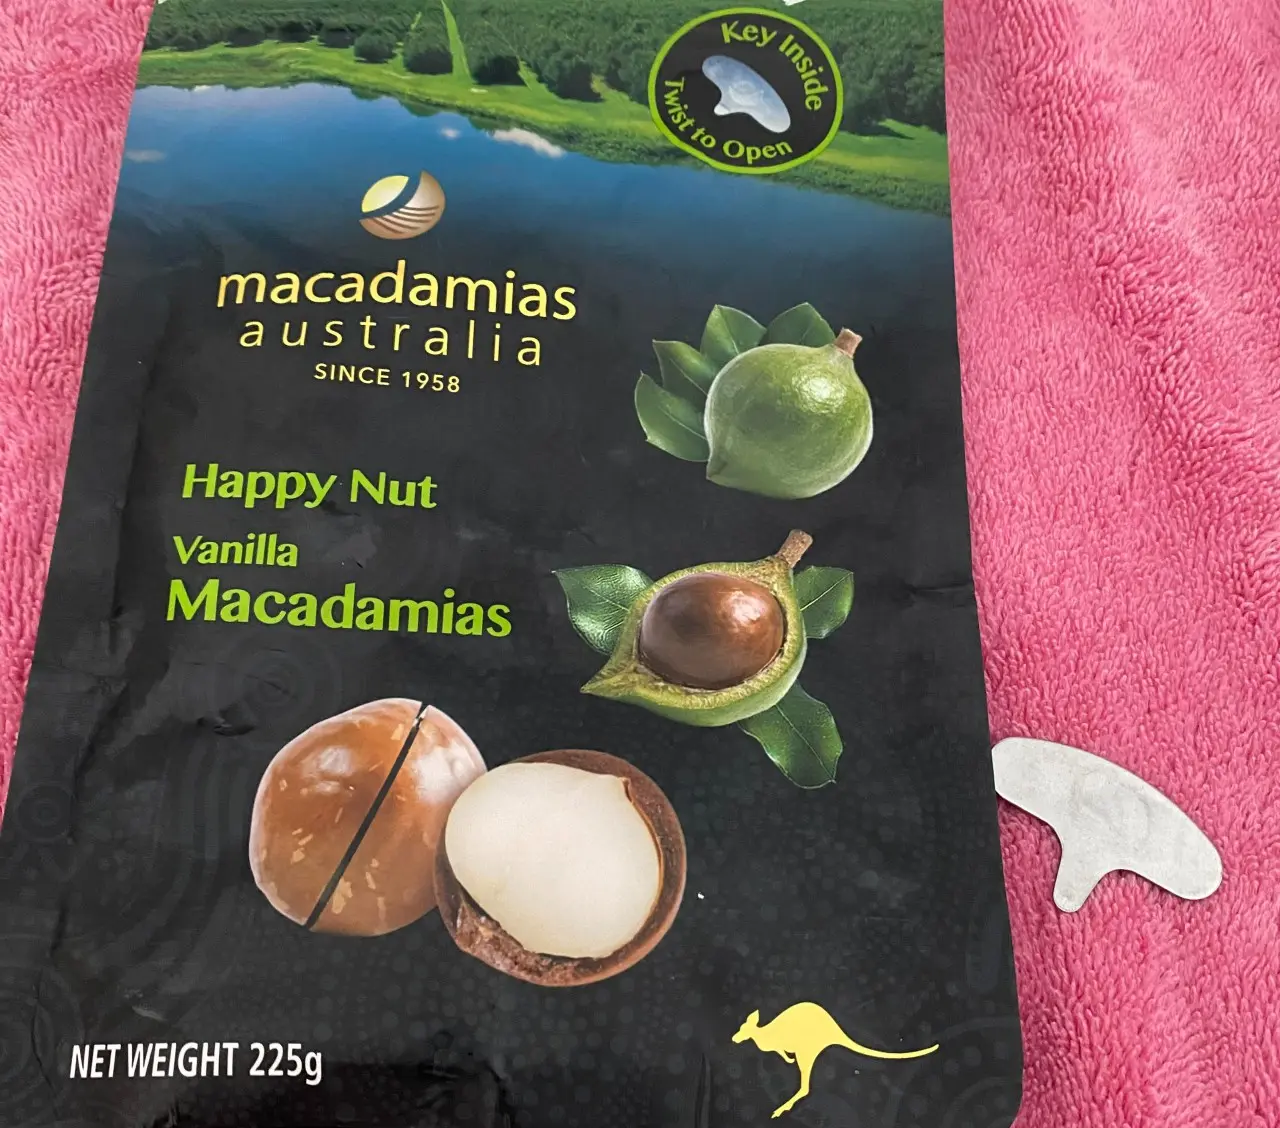 Key Inside
Twist to Open
macadamias
australia
SINCE 1958
Happy Nut
Vanilla
Macadamias
NET WEIGHT 225g